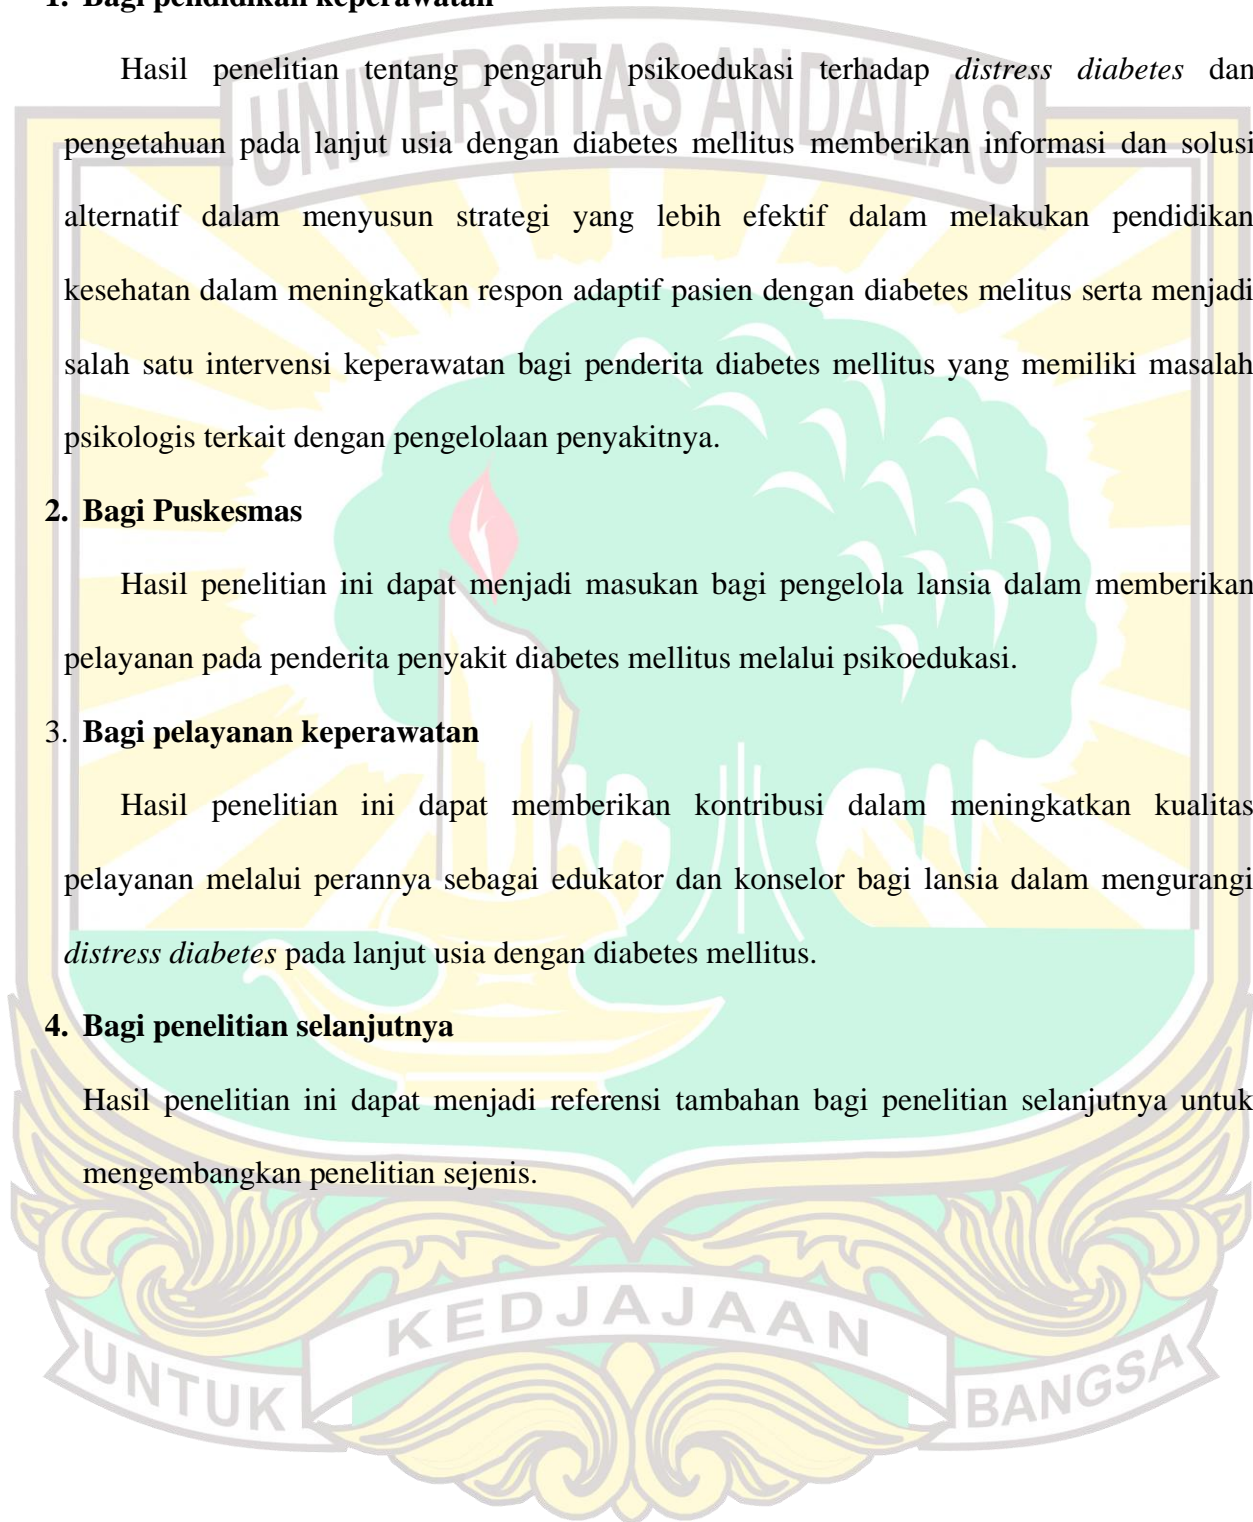 1. Bagi pendidikan keperawatan
UNIVERSITAS ANDALAS
Hasil penelitian tentang pengaruh psikoedukasi terhadap distress diabetes dan
pengetahuan pada lanjut usia dengan diabetes mellitus memberikan informasi dan solusi
alternatif dalam menyusun strategi yang lebih efektif dalam melakukan pendidikan
kesehatan dalam meningkatkan respon adaptif pasien dengan diabetes melitus serta menjadi
salah satu intervensi keperawatan bagi penderita diabetes mellitus yang memiliki masalah
psikologis terkait dengan pengelolaan penyakitnya.
2. Bagi Puskesmas
Hasil penelitian ini dapat menjadi masukan bagi pengelola lansia dalam memberikan
pelayanan pada penderita penyakit diabetes mellitus melalui psikoedukasi.
3. Bagi pelayanan keperawatan
Hasil penelitian ini dapat memberikan kontribusi dalam meningkatkan kualitas
pelayanan melalui perannya sebagai edukator dan konselor bagi lansia dalam mengurangi
distress diabetes pada lanjut usia dengan diabetes mellitus.
4. Bagi penelitian selanjutnya
Hasil penelitian ini dapat menjadi referensi tambahan bagi penelitian selanjutnya untuk
mengembangkan penelitian sejenis.
UNTUK KEDJAJAAN BANGSA